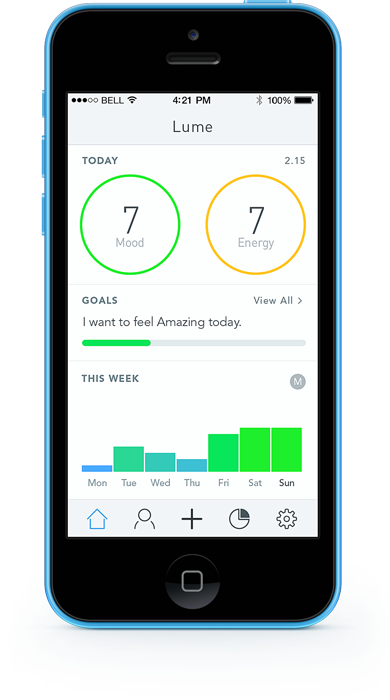 BELL 4:21 PM 100%
Lume
TODAY 2.15
7 7
Mood Energy
GOALS View All >
I want to feel Amazing today.
THIS WEEK M
Mon Tue Wed Thu Fri Sat Sun